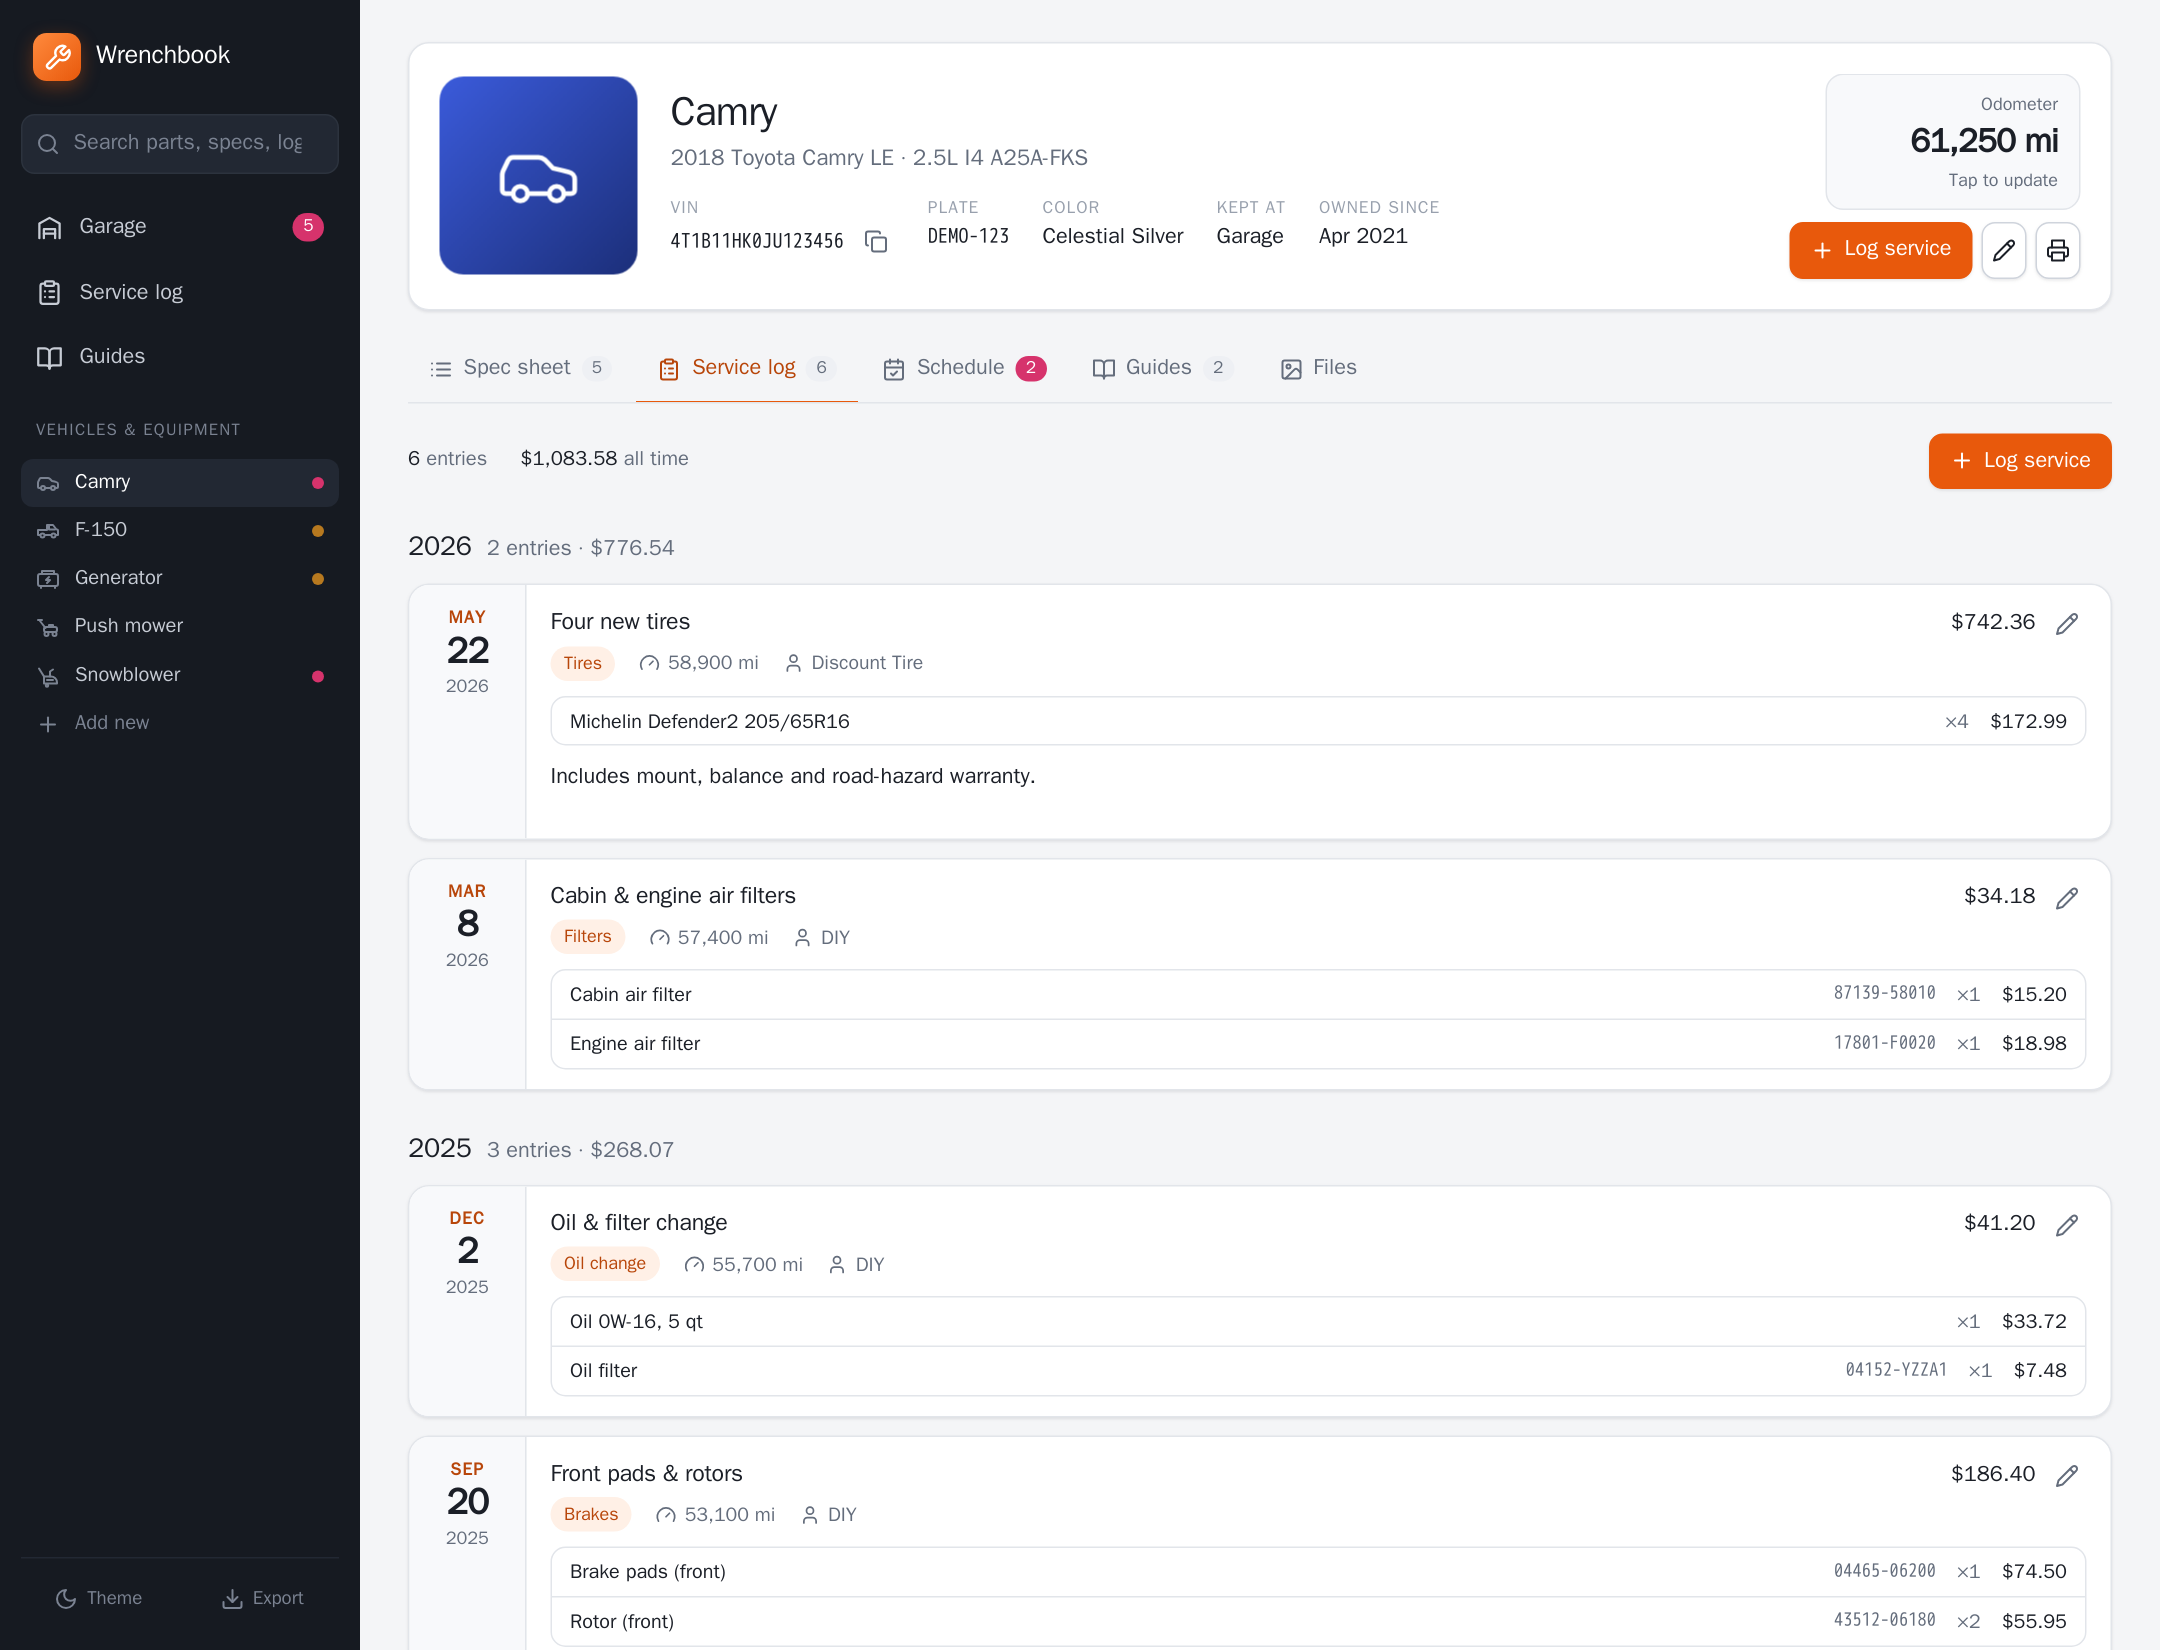 Wrenchbook
Search parts, specs, log
Garage 5
Service log
Guides
VEHICLES & EQUIPMENT
Camry
F-150
Generator
Push mower
Snowblower
Add new
Theme Export
Camry
2018 Toyota Camry LE · 2.5L I4 A25A-FKS
VIN PLATE COLOR KEPT AT OWNED SINCE
4T1B11HK0JU123456 DEMO-123 Celestial Silver Garage Apr 2021
Odometer
61,250 mi
Tap to update
Log service
Spec sheet 5 Service log 6 Schedule 2 Guides 2 Files
6 entries $1,083.58 all time
Log service
2026 2 entries · $776.54
MAY
22
2026
Four new tires $742.36
Tires 58,900 mi Discount Tire
Michelin Defender2 205/65R16 ×4 $172.99
Includes mount, balance and road-hazard warranty.
MAR
8
2026
Cabin & engine air filters $34.18
Filters 57,400 mi DIY
Cabin air filter 87139-58010 ×1 $15.20
Engine air filter 17801-F0020 ×1 $18.98
2025 3 entries · $268.07
DEC
2
2025
Oil & filter change $41.20
Oil change 55,700 mi DIY
Oil 0W-16, 5 qt ×1 $33.72
Oil filter 04152-YZZA1 ×1 $7.48
SEP
20
2025
Front pads & rotors $186.40
Brakes 53,100 mi DIY
Brake pads (front) 04465-06200 ×1 $74.50
Rotor (front) 43512-06180 ×2 $55.95